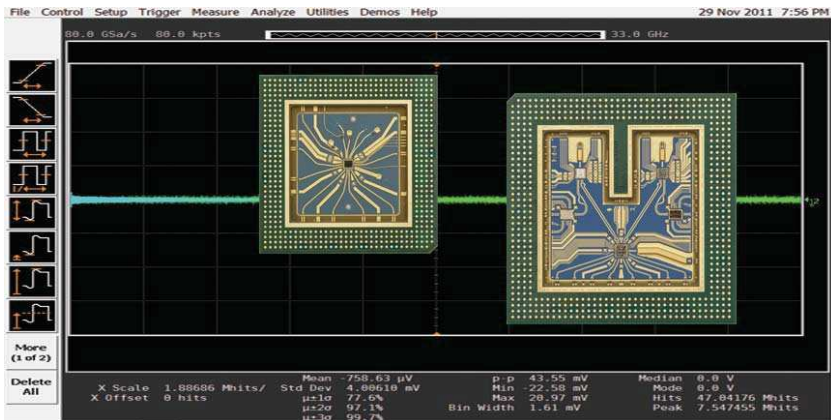 File Control Setup Trigger Measure Analyze Utilities Demos Help 29 Nov 2011 7:56 PM
80.0 GSa/s 80.0 kpts 33.0 GHz
More
(1 of 2)
Delete
All
Mean -758.63 µV p-p 43.55 mV Median 0.0 V
X Scale 1.88686 Mhits/ Std Dev 4.00610 mV Min -22.58 mV Mode 0.0 V
X Offset 0 hits µ±1σ 77.6% Max 20.97 mV Hits 47.04176 Mhits
µ±2σ 97.1% Bin Width 1.61 mV Peak 7.547455 Mhits
µ±3σ 99.7%